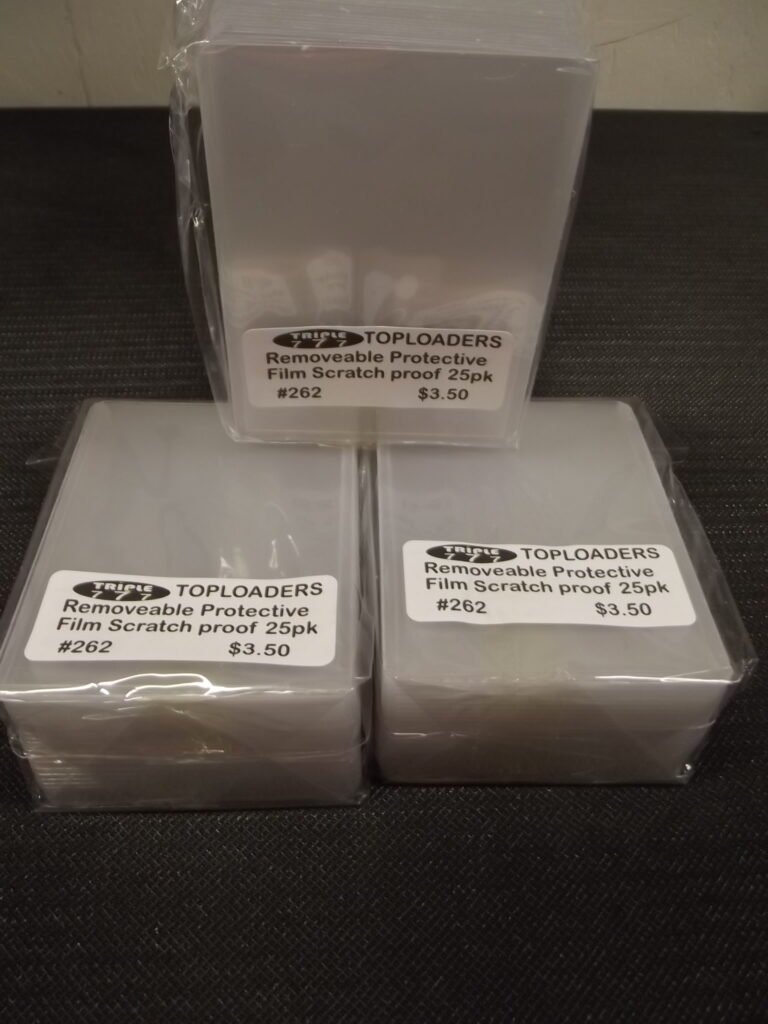 TRIPLE
777 TOPLOADERS
Removeable Protective
Film Scratch proof 25pk
#262 $3.50
TRIPLE
777 TOPLOADERS
Removeable Protective
Film Scratch proof 25pk
#262 $3.50
TRIPLE
777 TOPLOADERS
Removeable Protective
Film Scratch proof 25pk
#262 $3.50